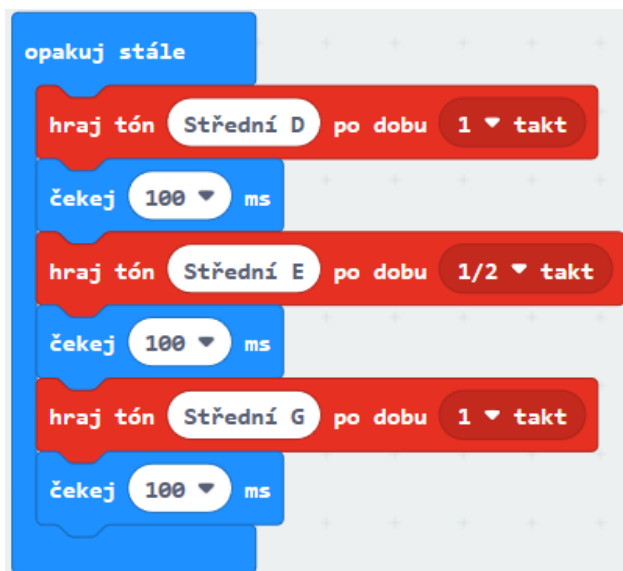 opakuj stále
hraj tón Střední D po dobu 1 takt
čekej 100 ms
hraj tón Střední E po dobu 1/2 takt
čekej 100 ms
hraj tón Střední G po dobu 1 takt
čekej 100 ms